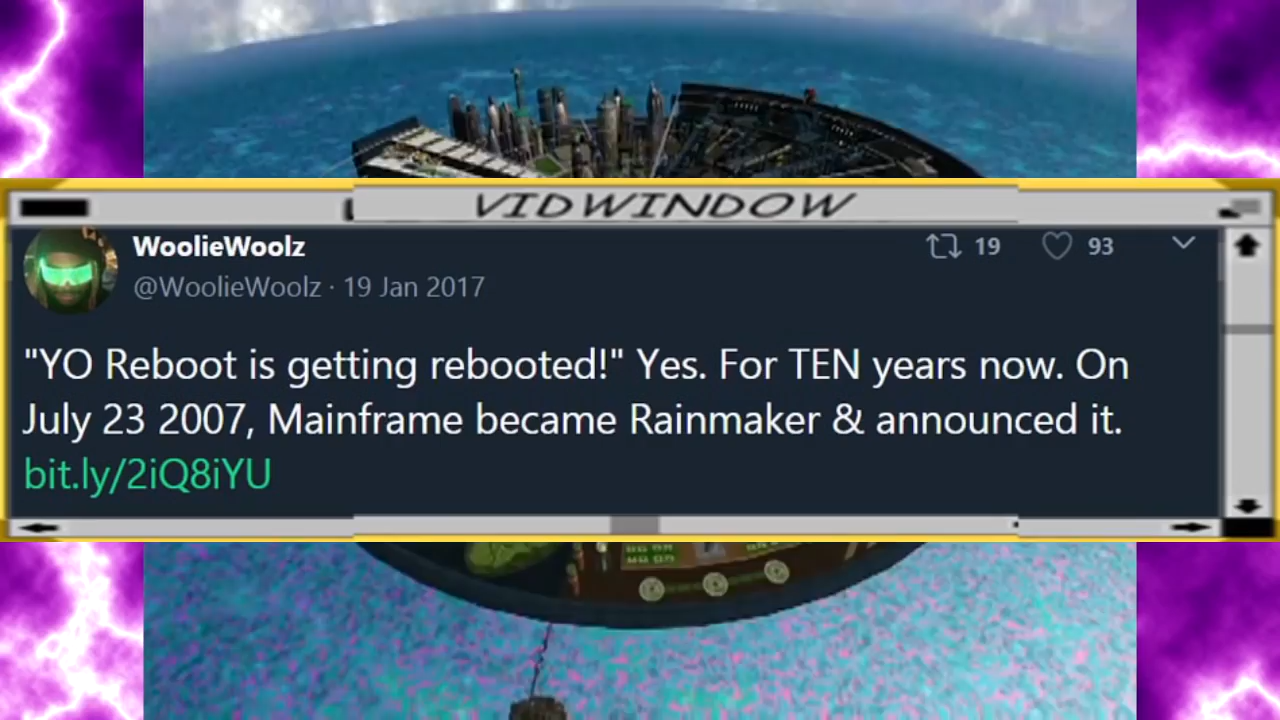 VIDWINDOW
WoolieWoolz
19
93
@WoolieWoolz · 19 Jan 2017
"YO Reboot is getting rebooted!" Yes. For TEN years now. On
July 23 2007, Mainframe became Rainmaker & announced it.
bit.ly/2iQ8iYU